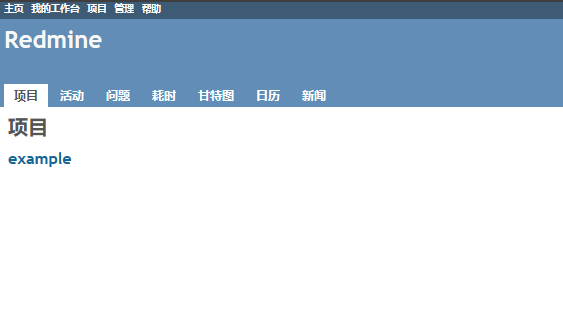 主页 我的工作台 项目 管理 帮助
Redmine
项目 活动 问题 耗时 甘特图 日历 新闻
项目
example